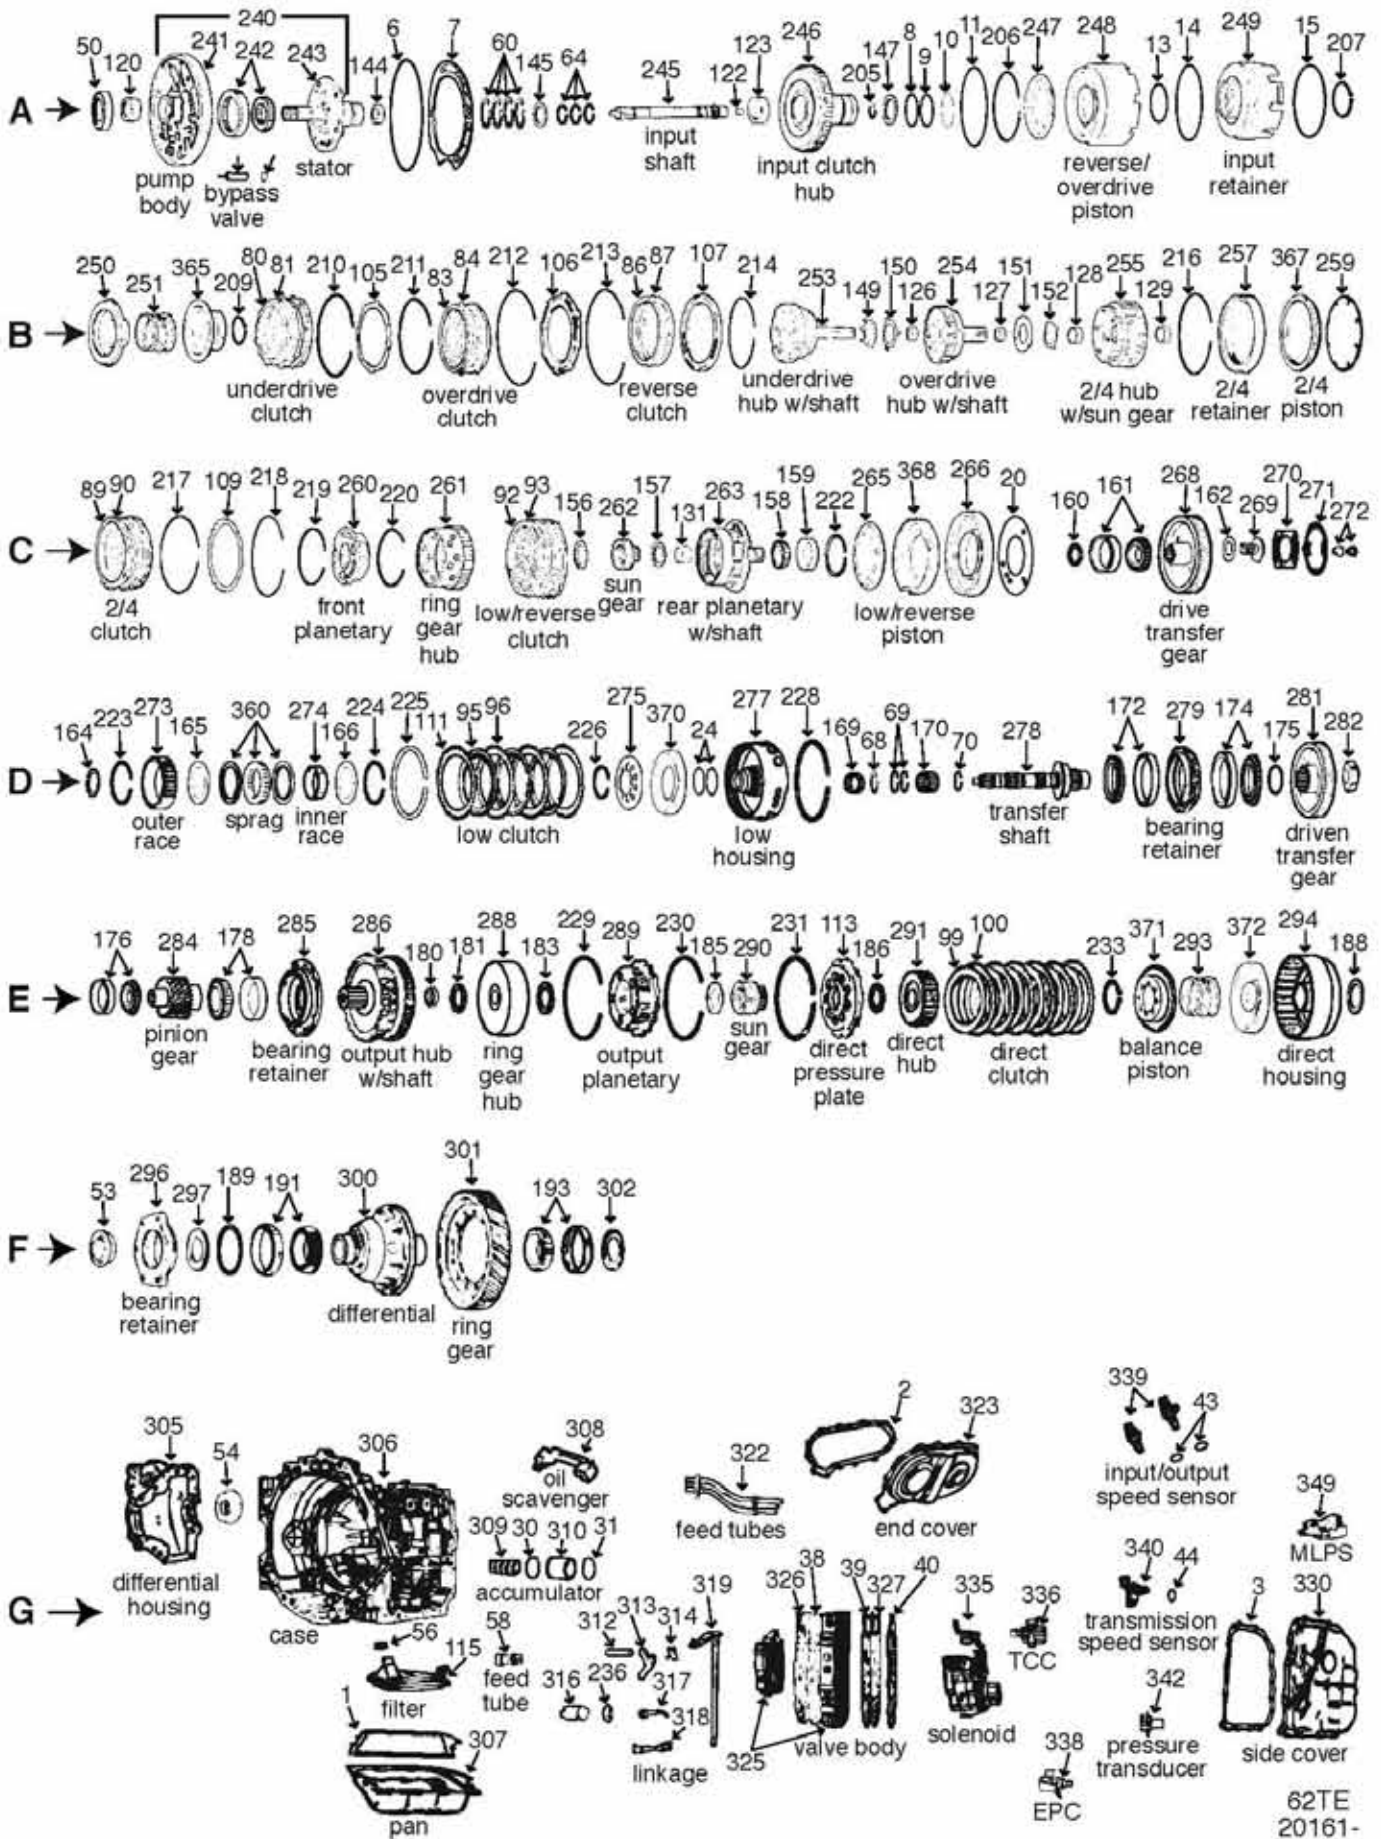 240
50 120 241 242 243 144 6 7 60 145 64 245 122 123 246 205 147 8 9 10 11 206 247 248 13 14 249 15 207
A
pump body
bypass valve
stator
input shaft
input clutch hub
reverse/ overdrive piston
input retainer
250 251 365 209 80 81 210 105 211 83 84 212 106 213 86 87 107 214 253 149 150 126 254 127 151 152 128 255 129 216 257 367 259
B
underdrive clutch
overdrive clutch
reverse clutch
underdrive hub w/shaft
overdrive hub w/shaft
2/4 hub w/sun gear
2/4 retainer
2/4 piston
89 90 217 109 218 219 260 220 261 92 93 156 262 157 131 263 158 159 222 265 368 266 20 160 161 268 162 269 270 271 272
C
2/4 clutch
front planetary
ring gear hub
low/reverse clutch
sun gear
rear planetary w/shaft
low/reverse piston
drive transfer gear
164 223 273 165 360 274 166 224 225 111 95 96 226 275 370 24 277 228 169 68 69 170 70 278 172 279 174 175 281 282
D
outer race
sprag
inner race
low clutch
low housing
transfer shaft
bearing retainer
driven transfer gear
176 284 178 285 286 180 181 288 183 229 289 230 185 290 231 113 186 291 99 100 233 371 293 372 294 188
E
pinion gear
bearing retainer
output hub w/shaft
ring gear hub
output planetary
sun gear
direct pressure plate
direct hub
direct clutch
balance piston
direct housing
53 296 297 189 191 300 301 193 302
F
bearing retainer
differential
ring gear
G
305 54 306 308
differential housing
case
oil scavenger
309 30 310 31
accumulator
56 115
filter
58
feed tube
1 307
pan
312 313 314 319
316 236 317 318
linkage
322
feed tubes
2 323
end cover
326 38 39 327 40
325
valve body
335
solenoid
336
TCC
338
EPC
339 43
input/output speed sensor
340 44
transmission speed sensor
342
pressure transducer
349
MLPS
3 330
side cover
62TE
20161-